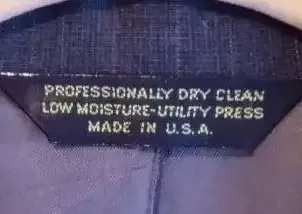 PROFESSIONALLY DRY CLEAN
LOW MOISTURE-UTILITY PRESS
MADE IN U.S.A.